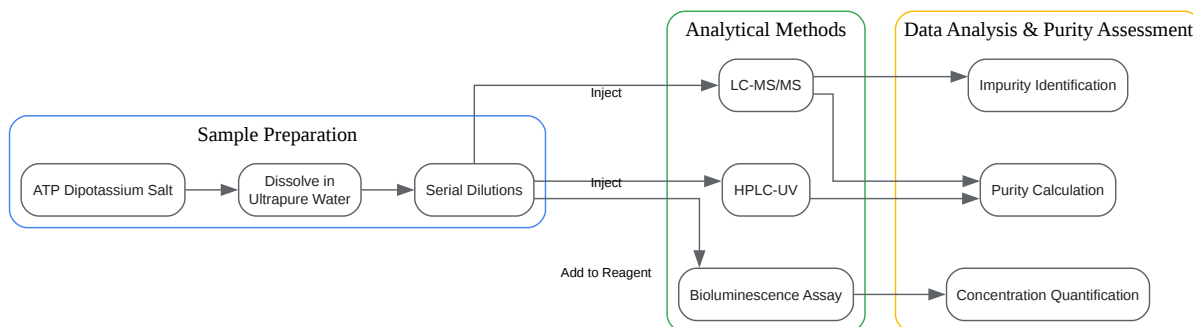 Analytical Methods
Data Analysis & Purity Assessment
LC-MS/MS
Impurity Identification
Inject
Sample Preparation
ATP Dipotassium Salt
Dissolve in
Ultrapure Water
Serial Dilutions
Inject
HPLC-UV
Purity Calculation
Add to Reagent
Bioluminescence Assay
Concentration Quantification